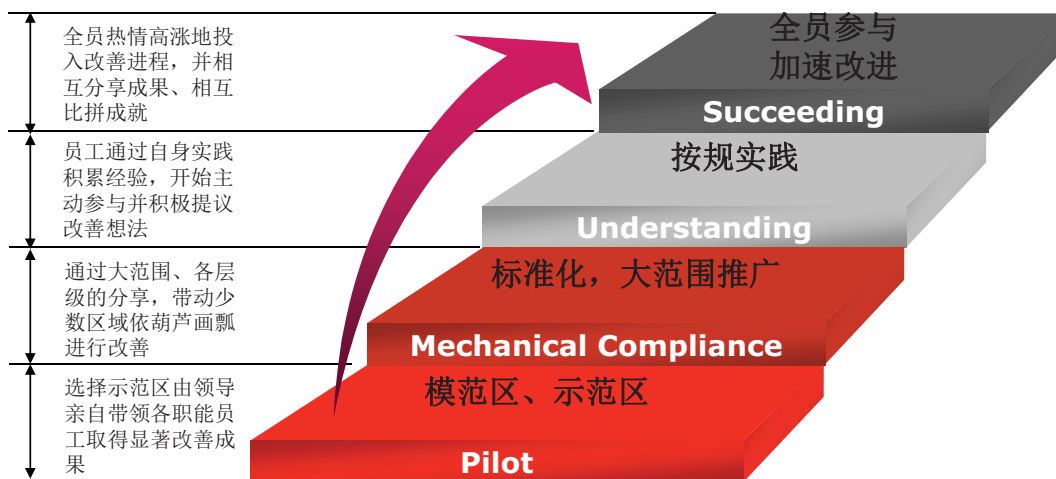 全员热情高涨地投
入改善进程，并相
互分享成果、相互
比拼成就
全员参与
加速改进
Succeeding
员工通过自身实践
积累经验，开始主
动参与并积极提议
改善想法
按规实践
Understanding
通过大范围、各层
级的分享，带动少
数区域依葫芦画瓢
进行改善
标准化，大范围推广
Mechanical Compliance
选择示范区由领导
亲自带领各职能员
工取得显著改善成
果
模范区、示范区
Pilot